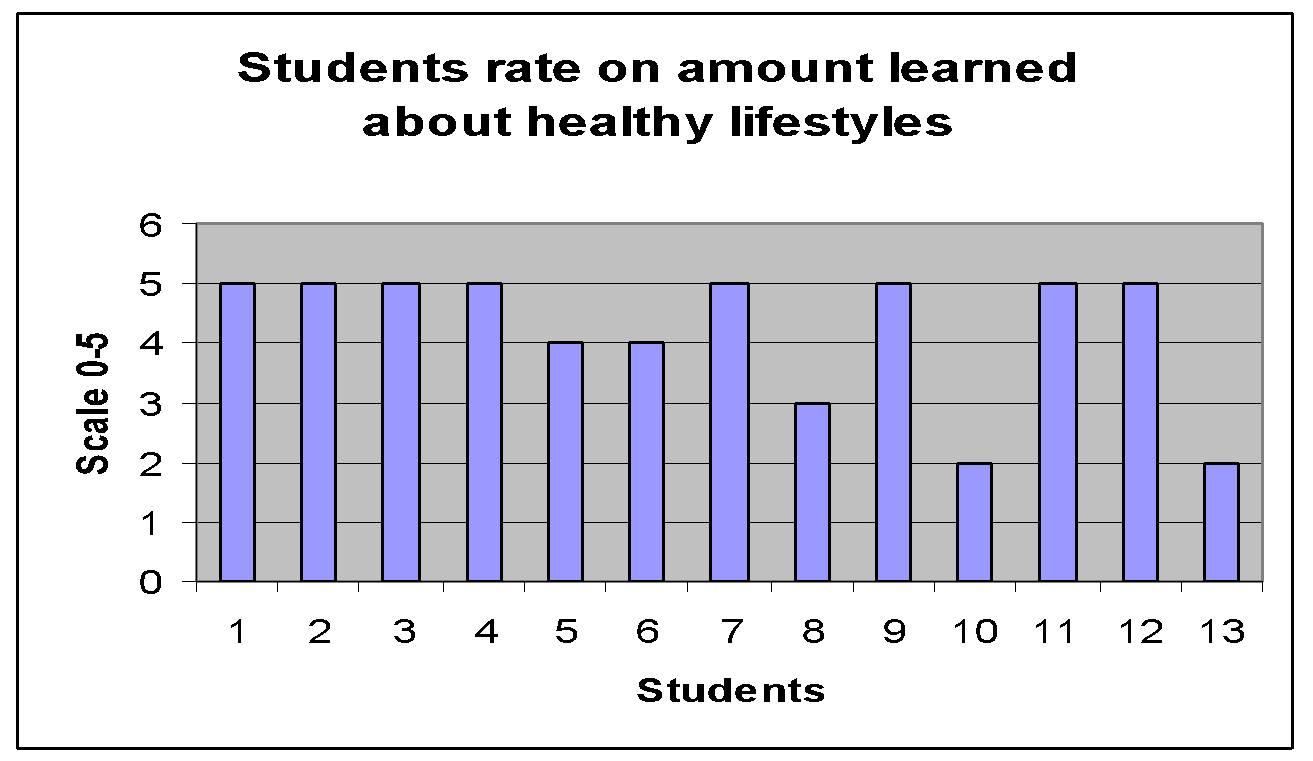 Students rate on amount learned
about healthy lifestyles
6
5
4
3
2
1
0
Scale 0-5
1 2 3 4 5 6 7 8 9 10 11 12 13
Students